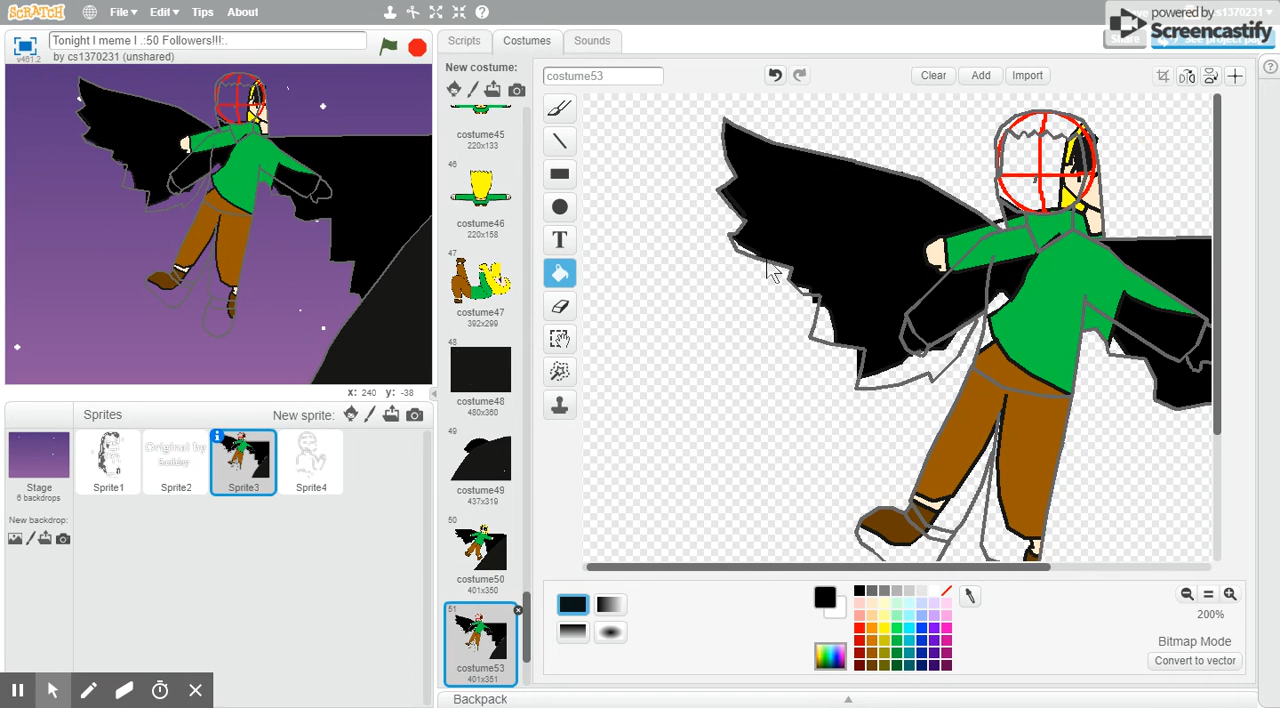 SCRATCH File Edit Tips About
powered by
Screencastify
cs1370231
Share
v461.2
Tonight I meme I .:50 Followers!!!:.
by cs1370231 (unshared)
Scripts Costumes Sounds
New costume:
costume53
Clear Add Import
costume45
220x133
46
costume46
220x158
47
costume47
392x299
48
costume48
480x360
49
costume49
437x319
50
costume50
401x350
51
costume53
401x351
T
x: 240 y: -38
Sprites New sprite:
Stage
6 backdrops
New backdrop:
Original by
Sprite1
Sprite2
Sprite3
Sprite4
200%
Bitmap Mode
Convert to vector
Backpack